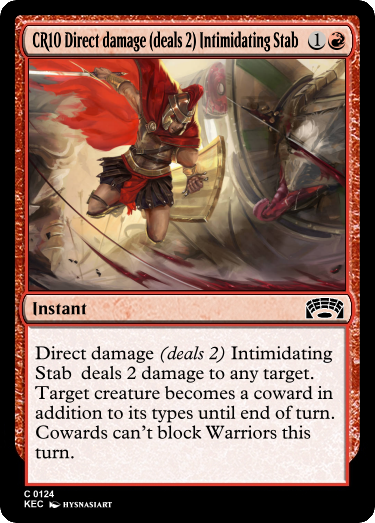 CR10 Direct damage (deals 2) Intimidating Stab 1
Instant
Direct damage (deals 2) Intimidating
Stab deals 2 damage to any target.
Target creature becomes a coward in
addition to its types until end of turn.
Cowards can't block Warriors this
turn.
C 0124
KEC HYSNASIART